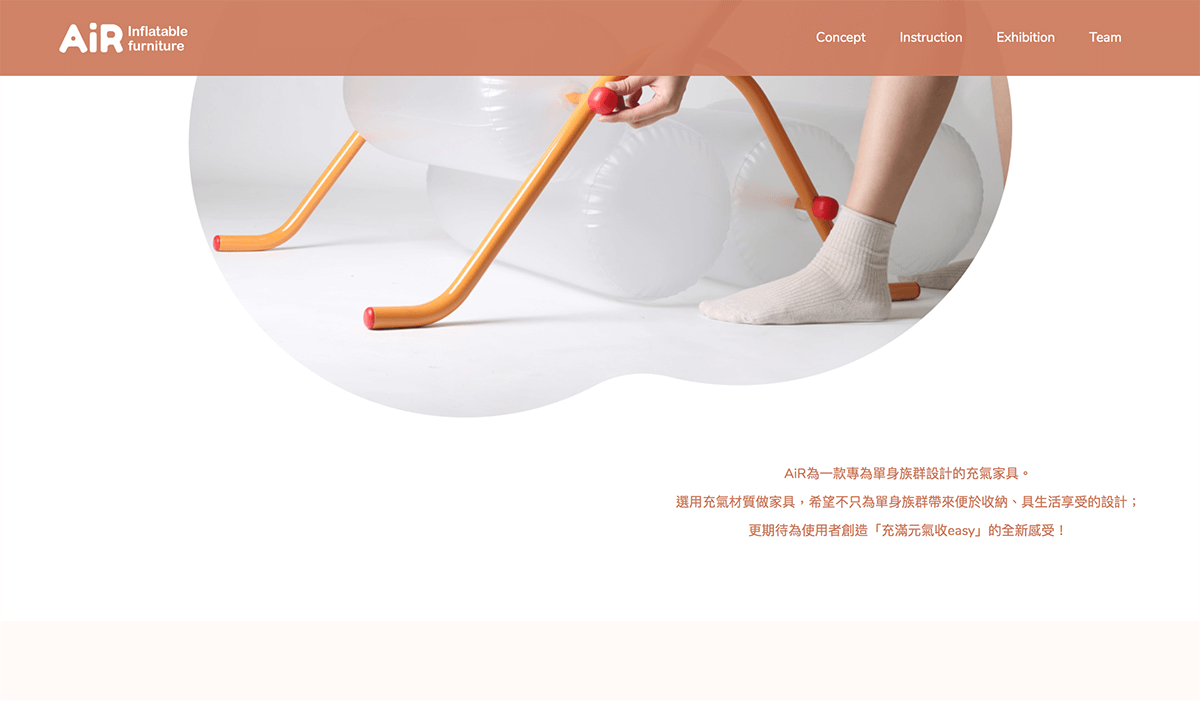 AiR Inflatable furniture
Concept
Instruction
Exhibition
Team
AiR為一款專為單身族群設計的充氣家具。
選用充氣材質做家具，希望不只為單身族群帶來便於收納、具生活享受的設計；
更期待為使用者創造「充滿元氣收easy」的全新感受！